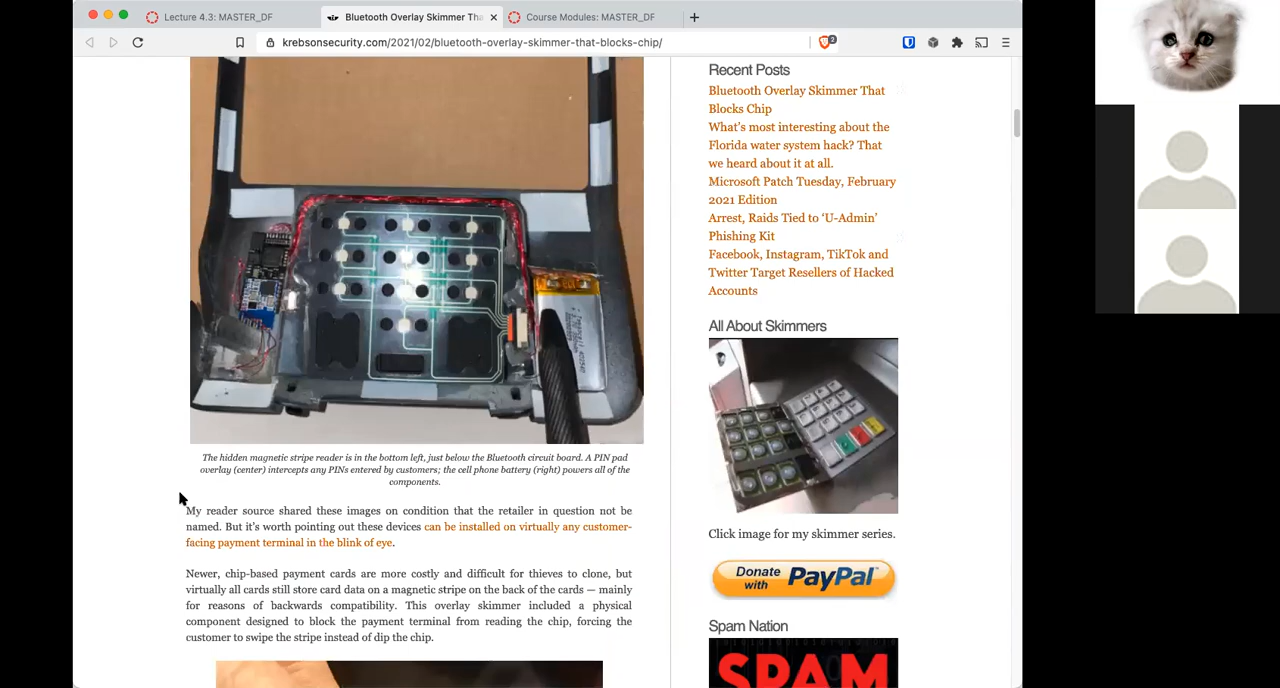 Lecture 4.3: MASTER_DF
Bluetooth Overlay Skimmer Tha
Course Modules: MASTER_DF
krebsonsecurity.com/2021/02/bluetooth-overlay-skimmer-that-blocks-chip/
2
The hidden magnetic stripe reader is in the bottom left, just below the Bluetooth circuit board. A PIN pad
overlay (center) intercepts any PINs entered by customers; the cell phone battery (right) powers all of the
components.
My reader source shared these images on condition that the retailer in question not be
named. But it's worth pointing out these devices can be installed on virtually any customer-
facing payment terminal in the blink of eye.
Newer, chip-based payment cards are more costly and difficult for thieves to clone, but
virtually all cards still store card data on a magnetic stripe on the back of the cards — mainly
for reasons of backwards compatibility. This overlay skimmer included a physical
component designed to block the payment terminal from reading the chip, forcing the
customer to swipe the stripe instead of dip the chip.
Recent Posts
Bluetooth Overlay Skimmer That
Blocks Chip
What's most interesting about the
Florida water system hack? That
we heard about it at all.
Microsoft Patch Tuesday, February
2021 Edition
Arrest, Raids Tied to 'U-Admin'
Phishing Kit
Facebook, Instagram, TikTok and
Twitter Target Resellers of Hacked
Accounts
All About Skimmers
Click image for my skimmer series.
Donate
with PayPal
Spam Nation
SPAM